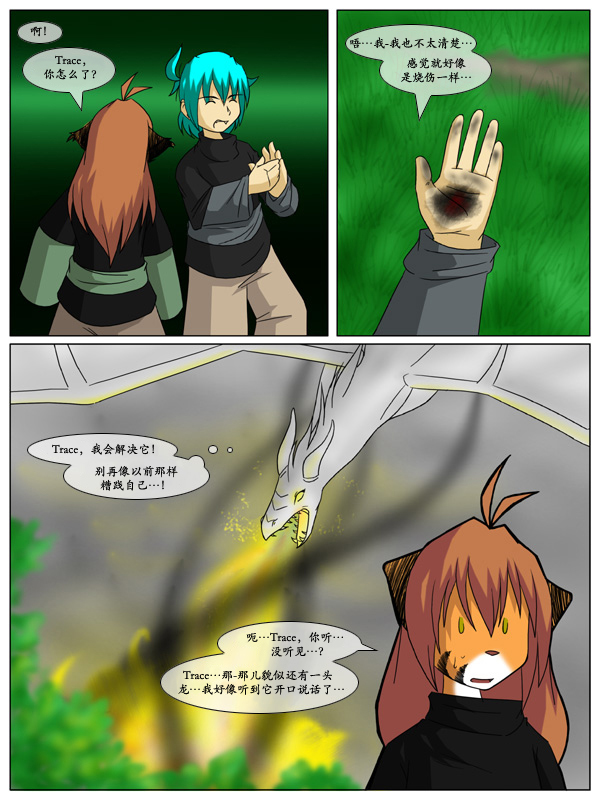 啊！
Trace，
你怎么了？
唔…我-我也不太清楚…
感觉就好像
是烧伤一样…
Trace，我会解决它！
别再像以前那样
糟践自己…！
呃…Trace，你听…
没听见…？
Trace…那-那儿貌似还有一头
龙…我好像听到它开口说话了…